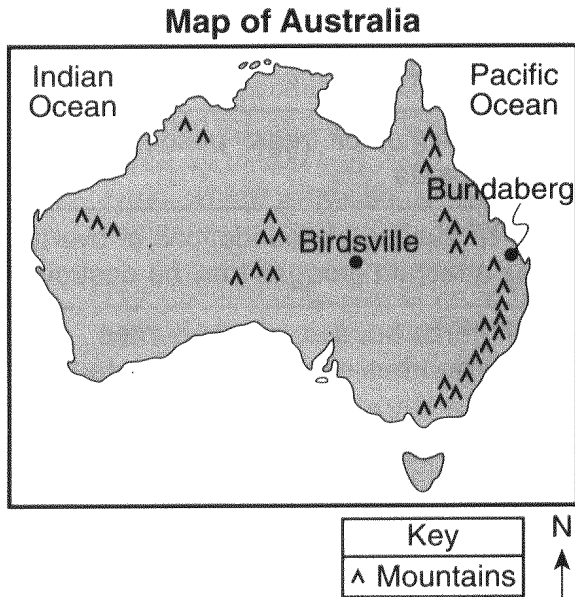 Map of Australia
Indian
Ocean
Pacific
Ocean
Bundaberg
Birdsville
Key
N
^ Mountains